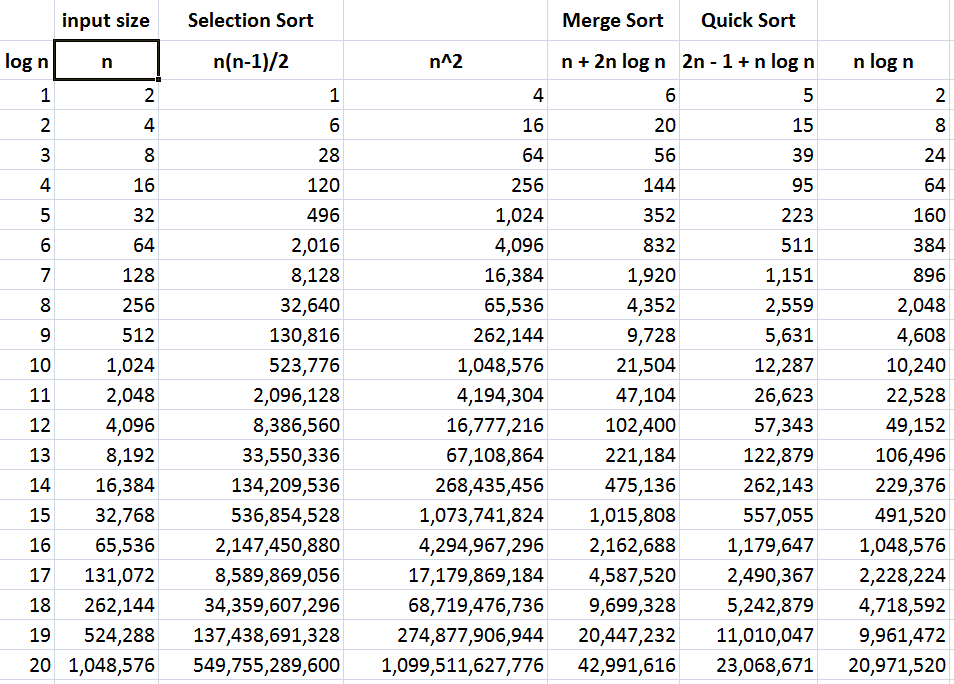 input size Selection Sort Merge Sort Quick Sort
log n n n(n-1)/2 n^2 n + 2n log n 2n - 1 + n log n n log n
1 2 1 4 6 5 2
2 4 6 16 20 15 8
3 8 28 64 56 39 24
4 16 120 256 144 95 64
5 32 496 1,024 352 223 160
6 64 2,016 4,096 832 511 384
7 128 8,128 16,384 1,920 1,151 896
8 256 32,640 65,536 4,352 2,559 2,048
9 512 130,816 262,144 9,728 5,631 4,608
10 1,024 523,776 1,048,576 21,504 12,287 10,240
11 2,048 2,096,128 4,194,304 47,104 26,623 22,528
12 4,096 8,386,560 16,777,216 102,400 57,343 49,152
13 8,192 33,550,336 67,108,864 221,184 122,879 106,496
14 16,384 134,209,536 268,435,456 475,136 262,143 229,376
15 32,768 536,854,528 1,073,741,824 1,015,808 557,055 491,520
16 65,536 2,147,450,880 4,294,967,296 2,162,688 1,179,647 1,048,576
17 131,072 8,589,869,056 17,179,869,184 4,587,520 2,490,367 2,228,224
18 262,144 34,359,607,296 68,719,476,736 9,699,328 5,242,879 4,718,592
19 524,288 137,438,691,328 274,877,906,944 20,447,232 11,010,047 9,961,472
20 1,048,576 549,755,289,600 1,099,511,627,776 42,991,616 23,068,671 20,971,520